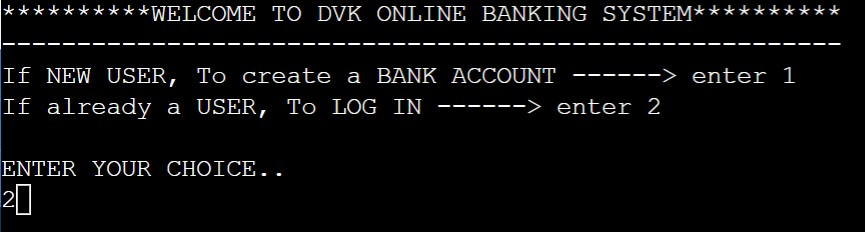 **********WELCOME TO DVK ONLINE BANKING SYSTEM**********
--------------------------------------------------------
If NEW USER, To create a BANK ACCOUNT ------> enter 1
If already a USER, To LOG IN ------> enter 2
ENTER YOUR CHOICE..
2